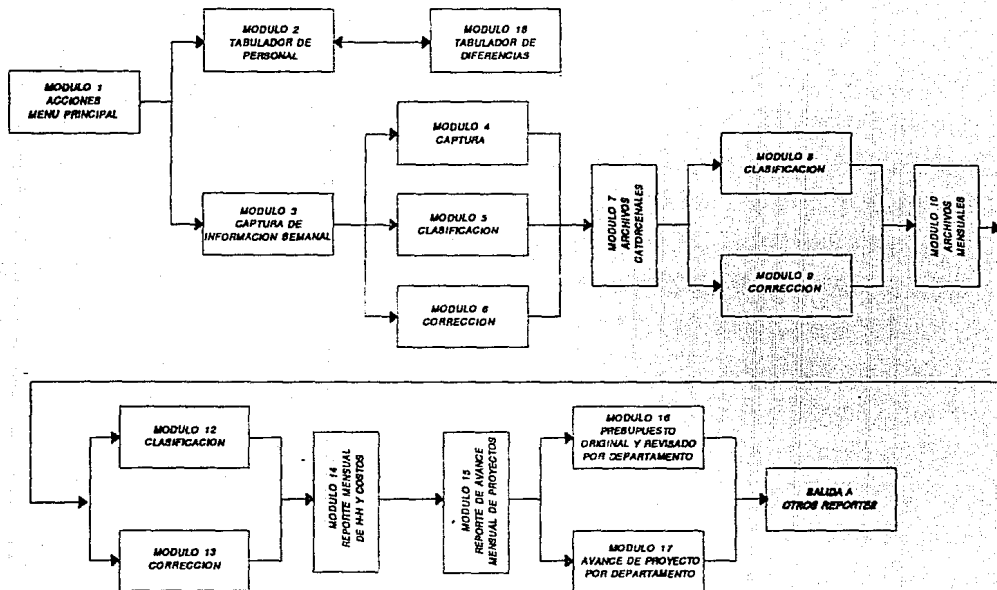 MODULO 1
ACCIONES
MENU PRINCIPAL
MODULO 2
TABULADOR DE
PERSONAL
MODULO 18
TABULADOR DE
DIFERENCIAS
MODULO 3
CAPTURA DE
INFORMACION SEMANAL
MODULO 4
CAPTURA
MODULO 5
CLASIFICACION
MODULO 6
CORRECCION
MODULO 7
ARCHIVOS
CATORCENALES
MODULO 8
CLASIFICACION
MODULO 9
CORRECCION
MODULO 10
ARCHIVOS
MENSUALES
MODULO 12
CLASIFICACION
MODULO 13
CORRECCION
MODULO 14
REPORTE MENSUAL
DE H-H Y COSTOS
MODULO 15
REPORTE DE AVANCE
MENSUAL DE PROYECTOS
MODULO 16
PRESUPUESTO
ORIGINAL Y REVISADO
POR DEPARTAMENTO
MODULO 17
AVANCE DE PROYECTO
POR DEPARTAMENTO
SALIDA A
OTROS REPORTES